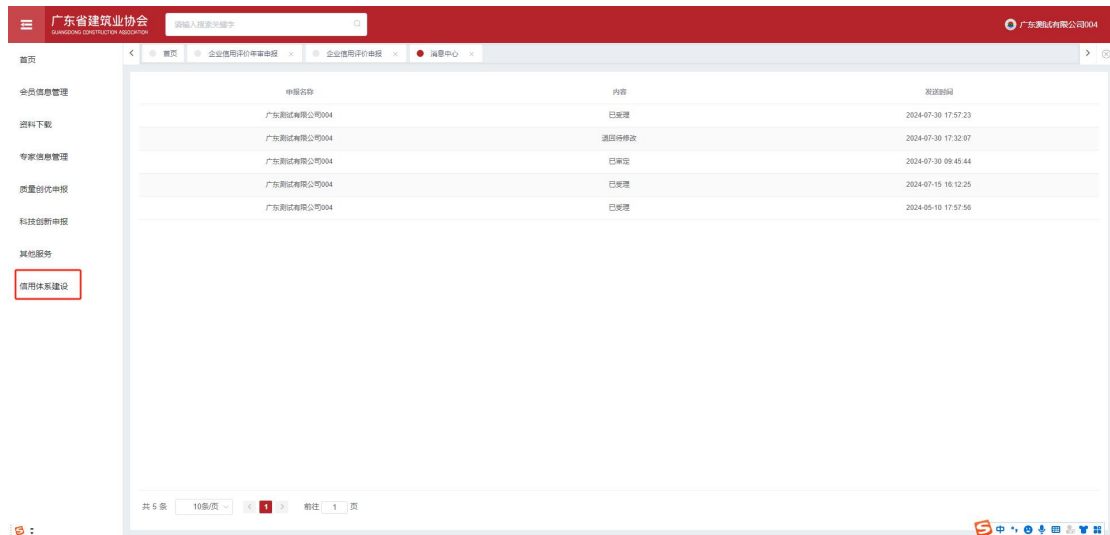 广东省建筑业协会
GUANGDONG CONSTRUCTION ASSOCIATION
请输入搜索关键字
广东测试有限公司004
首页
会员信息管理
资料下载
专家信息管理
质量创优申报
科技创新申报
其他服务
信用体系建设
首页 企业信用评价年审申报 × 企业信用评价申报 × 消息中心 ×
申报名称 内容 发送时间
广东测试有限公司004 已受理 2024-07-30 17:57:23
广东测试有限公司004 退回待修改 2024-07-30 17:32:07
广东测试有限公司004 已审定 2024-07-30 09:45:44
广东测试有限公司004 已受理 2024-07-15 16:12:25
广东测试有限公司004 已受理 2024-05-10 17:57:56
共 5 条 10条/页 < 1 > 前往 1 页
中